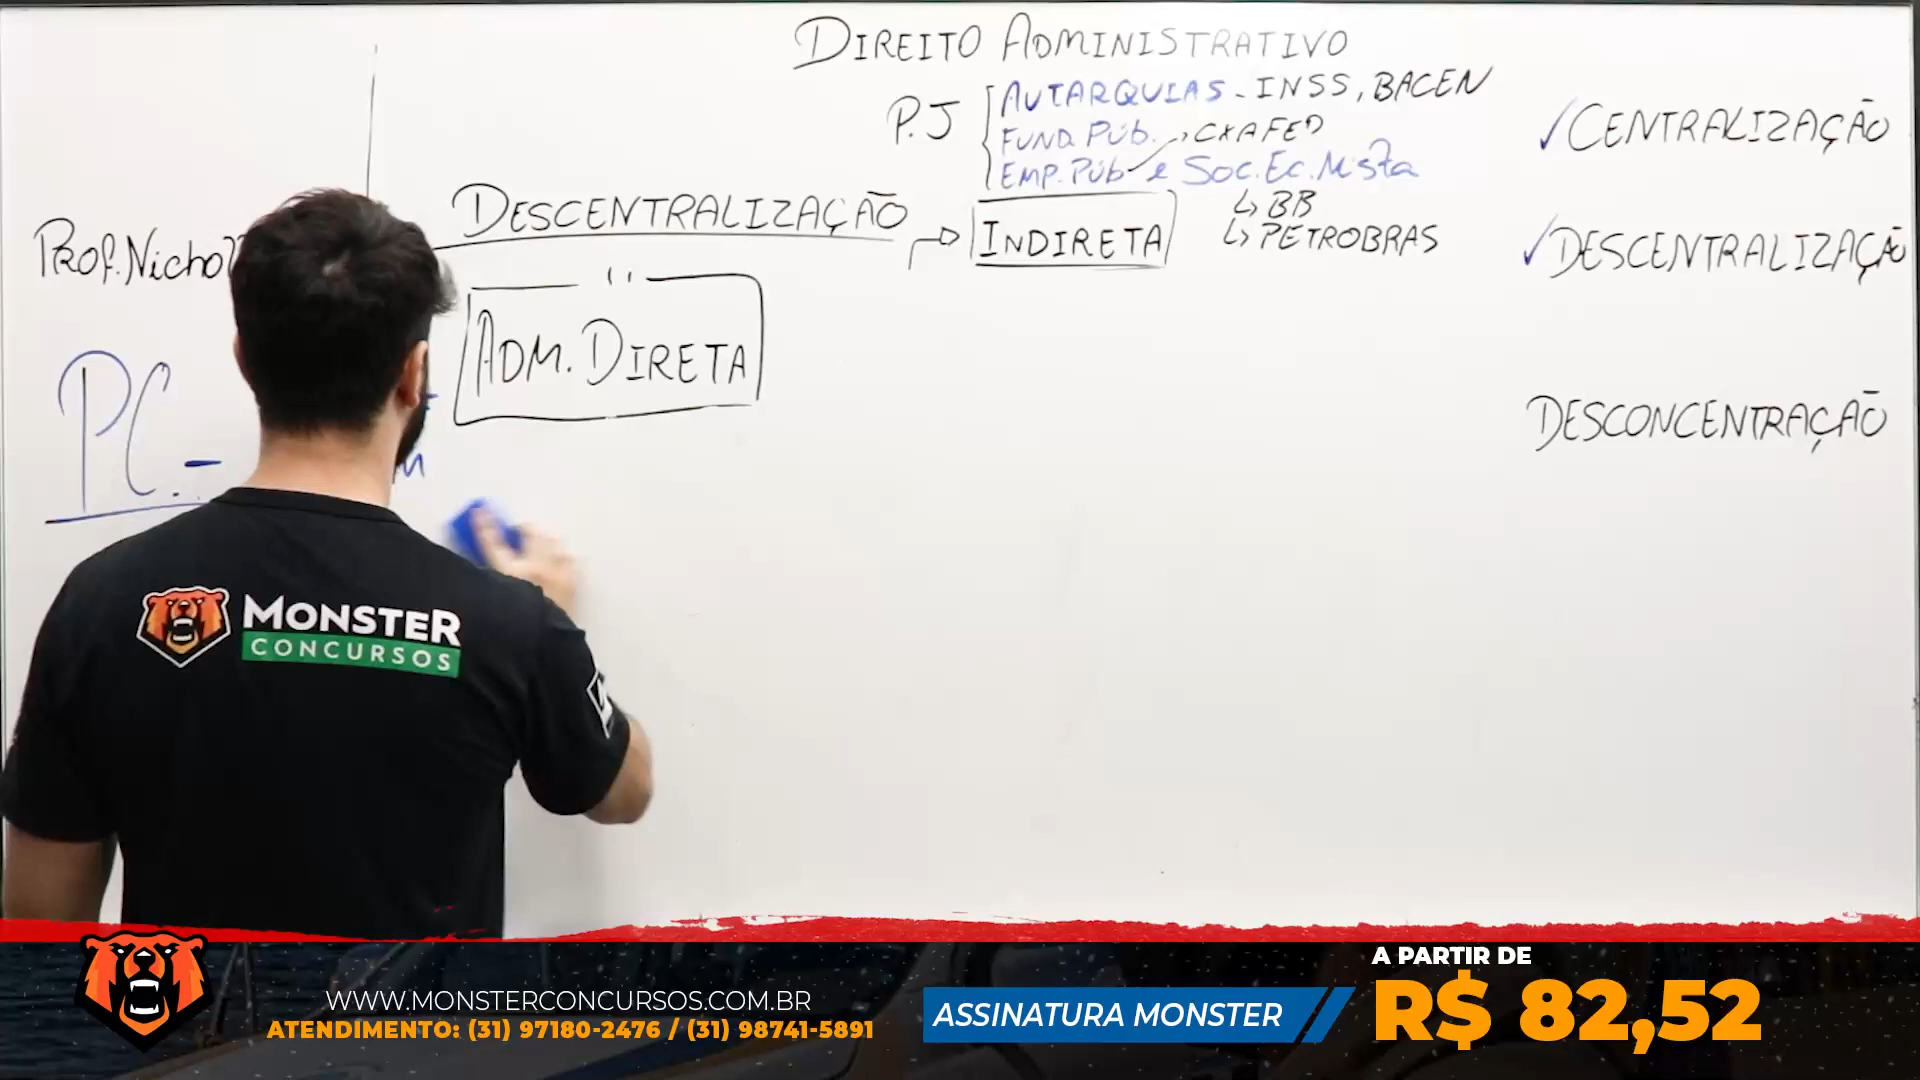 DIREITO ADMINISTRATIVO
P.J
AUTARQUIAS - INSS, BACEN
FUND. PÚB. → CXAFED
EMP. PÚB e SOC. EC. MISTA
↳ BB
↳ PETROBRAS
✓ CENTRALIZAÇÃO
✓ DESCENTRALIZAÇÃO
DESCONCENTRAÇÃO
DESCENTRALIZAÇÃO
INDIRETA
ADM. DIRETA
PROF. Nicho
PC. -
MONSTER
CONCURSOS
WWW.MONSTERCONCURSOS.COM.BR
ATENDIMENTO: (31) 97180-2476 / (31) 98741-5891
ASSINATURA MONSTER
A PARTIR DE
R$ 82,52